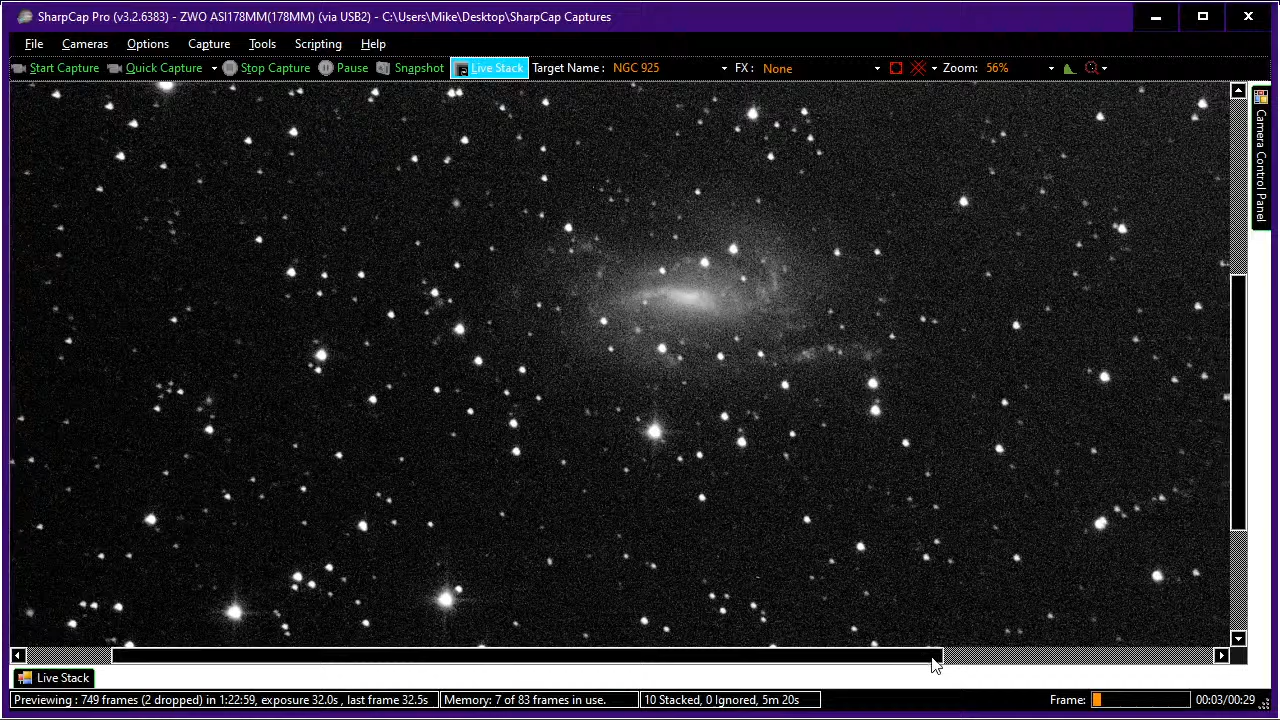 SharpCap Pro (v3.2.6383) - ZWO ASI178MM(178MM) (via USB2) - C:\Users\Mike\Desktop\SharpCap Captures
File Cameras Options Capture Tools Scripting Help
Start Capture Quick Capture Stop Capture Pause Snapshot Live Stack Target Name : NGC 925 FX : None Zoom: 56%
Camera Control Panel
Live Stack
Previewing : 749 frames (2 dropped) in 1:22:59, exposure 32.0s , last frame 32.5s Memory: 7 of 83 frames in use. 10 Stacked, 0 Ignored, 5m 20s Frame: 00:03/00:29